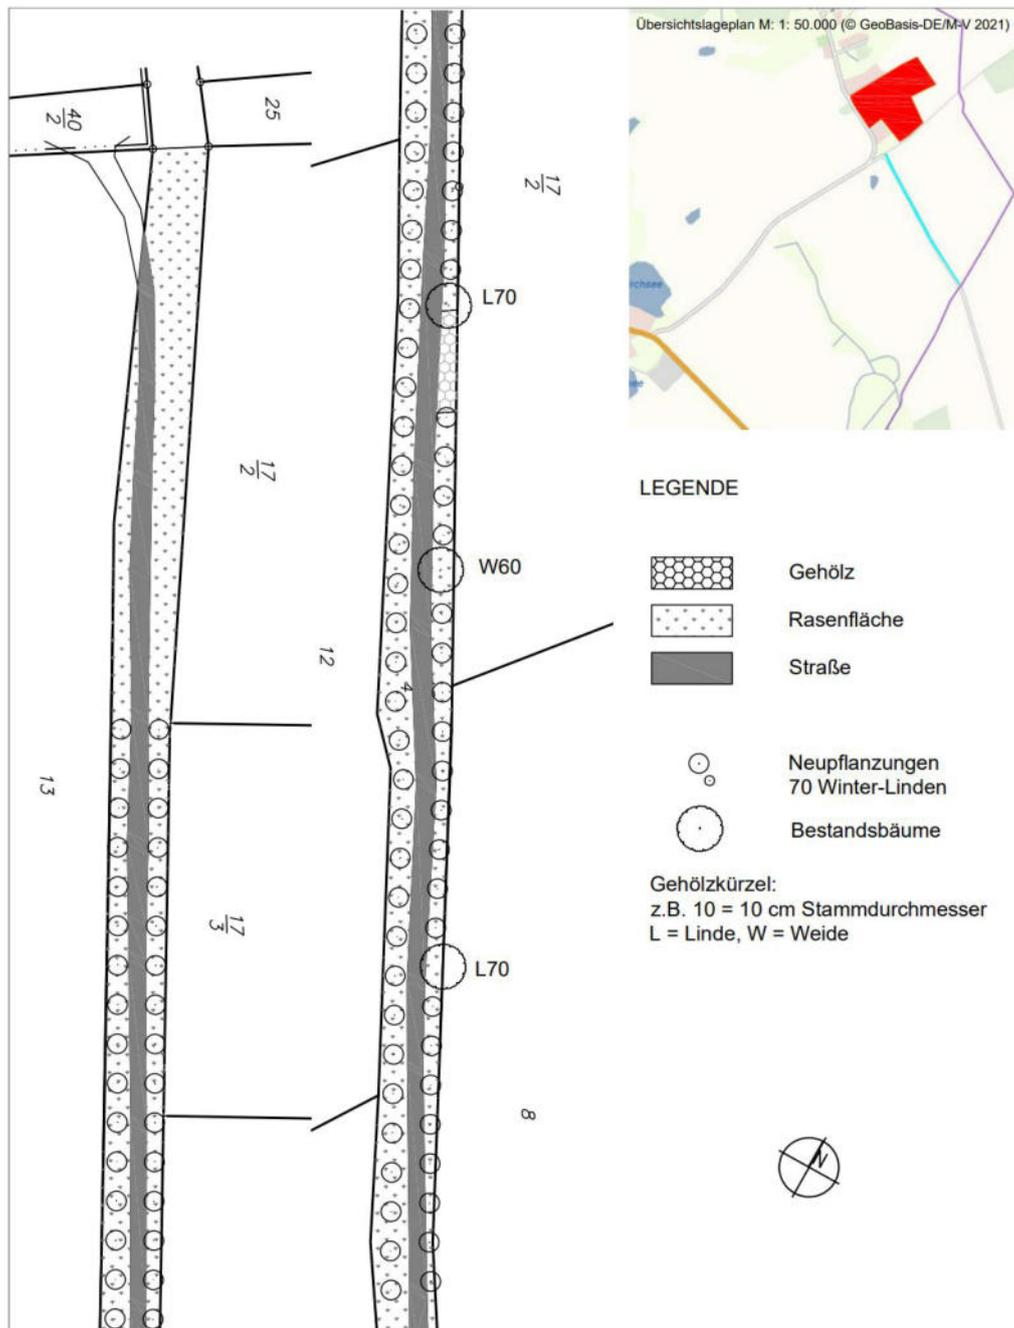 Übersichtslageplan M: 1: 50.000 (© GeoBasis-DE/M-V 2021)
40
2
25
17
2
L70
17
2
W60
12
4
13
17
3
L70
8
rchsee
ee
LEGENDE
Gehölz
Rasenfläche
Straße
Neupflanzungen
70 Winter-Linden
Bestandsbäume
Gehölzkürzel:
z.B. 10 = 10 cm Stammdurchmesser
L = Linde, W = Weide
N